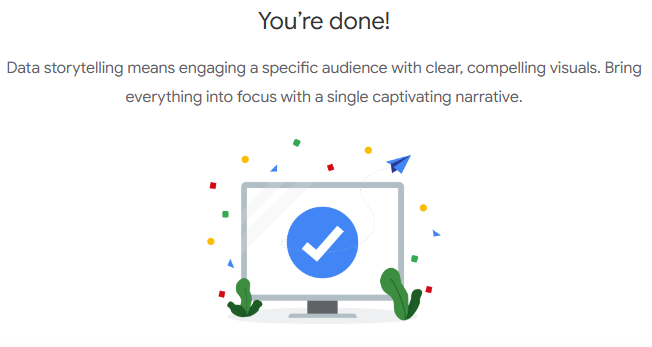 You’re done!
Data storytelling means engaging a specific audience with clear, compelling visuals. Bring
everything into focus with a single captivating narrative.